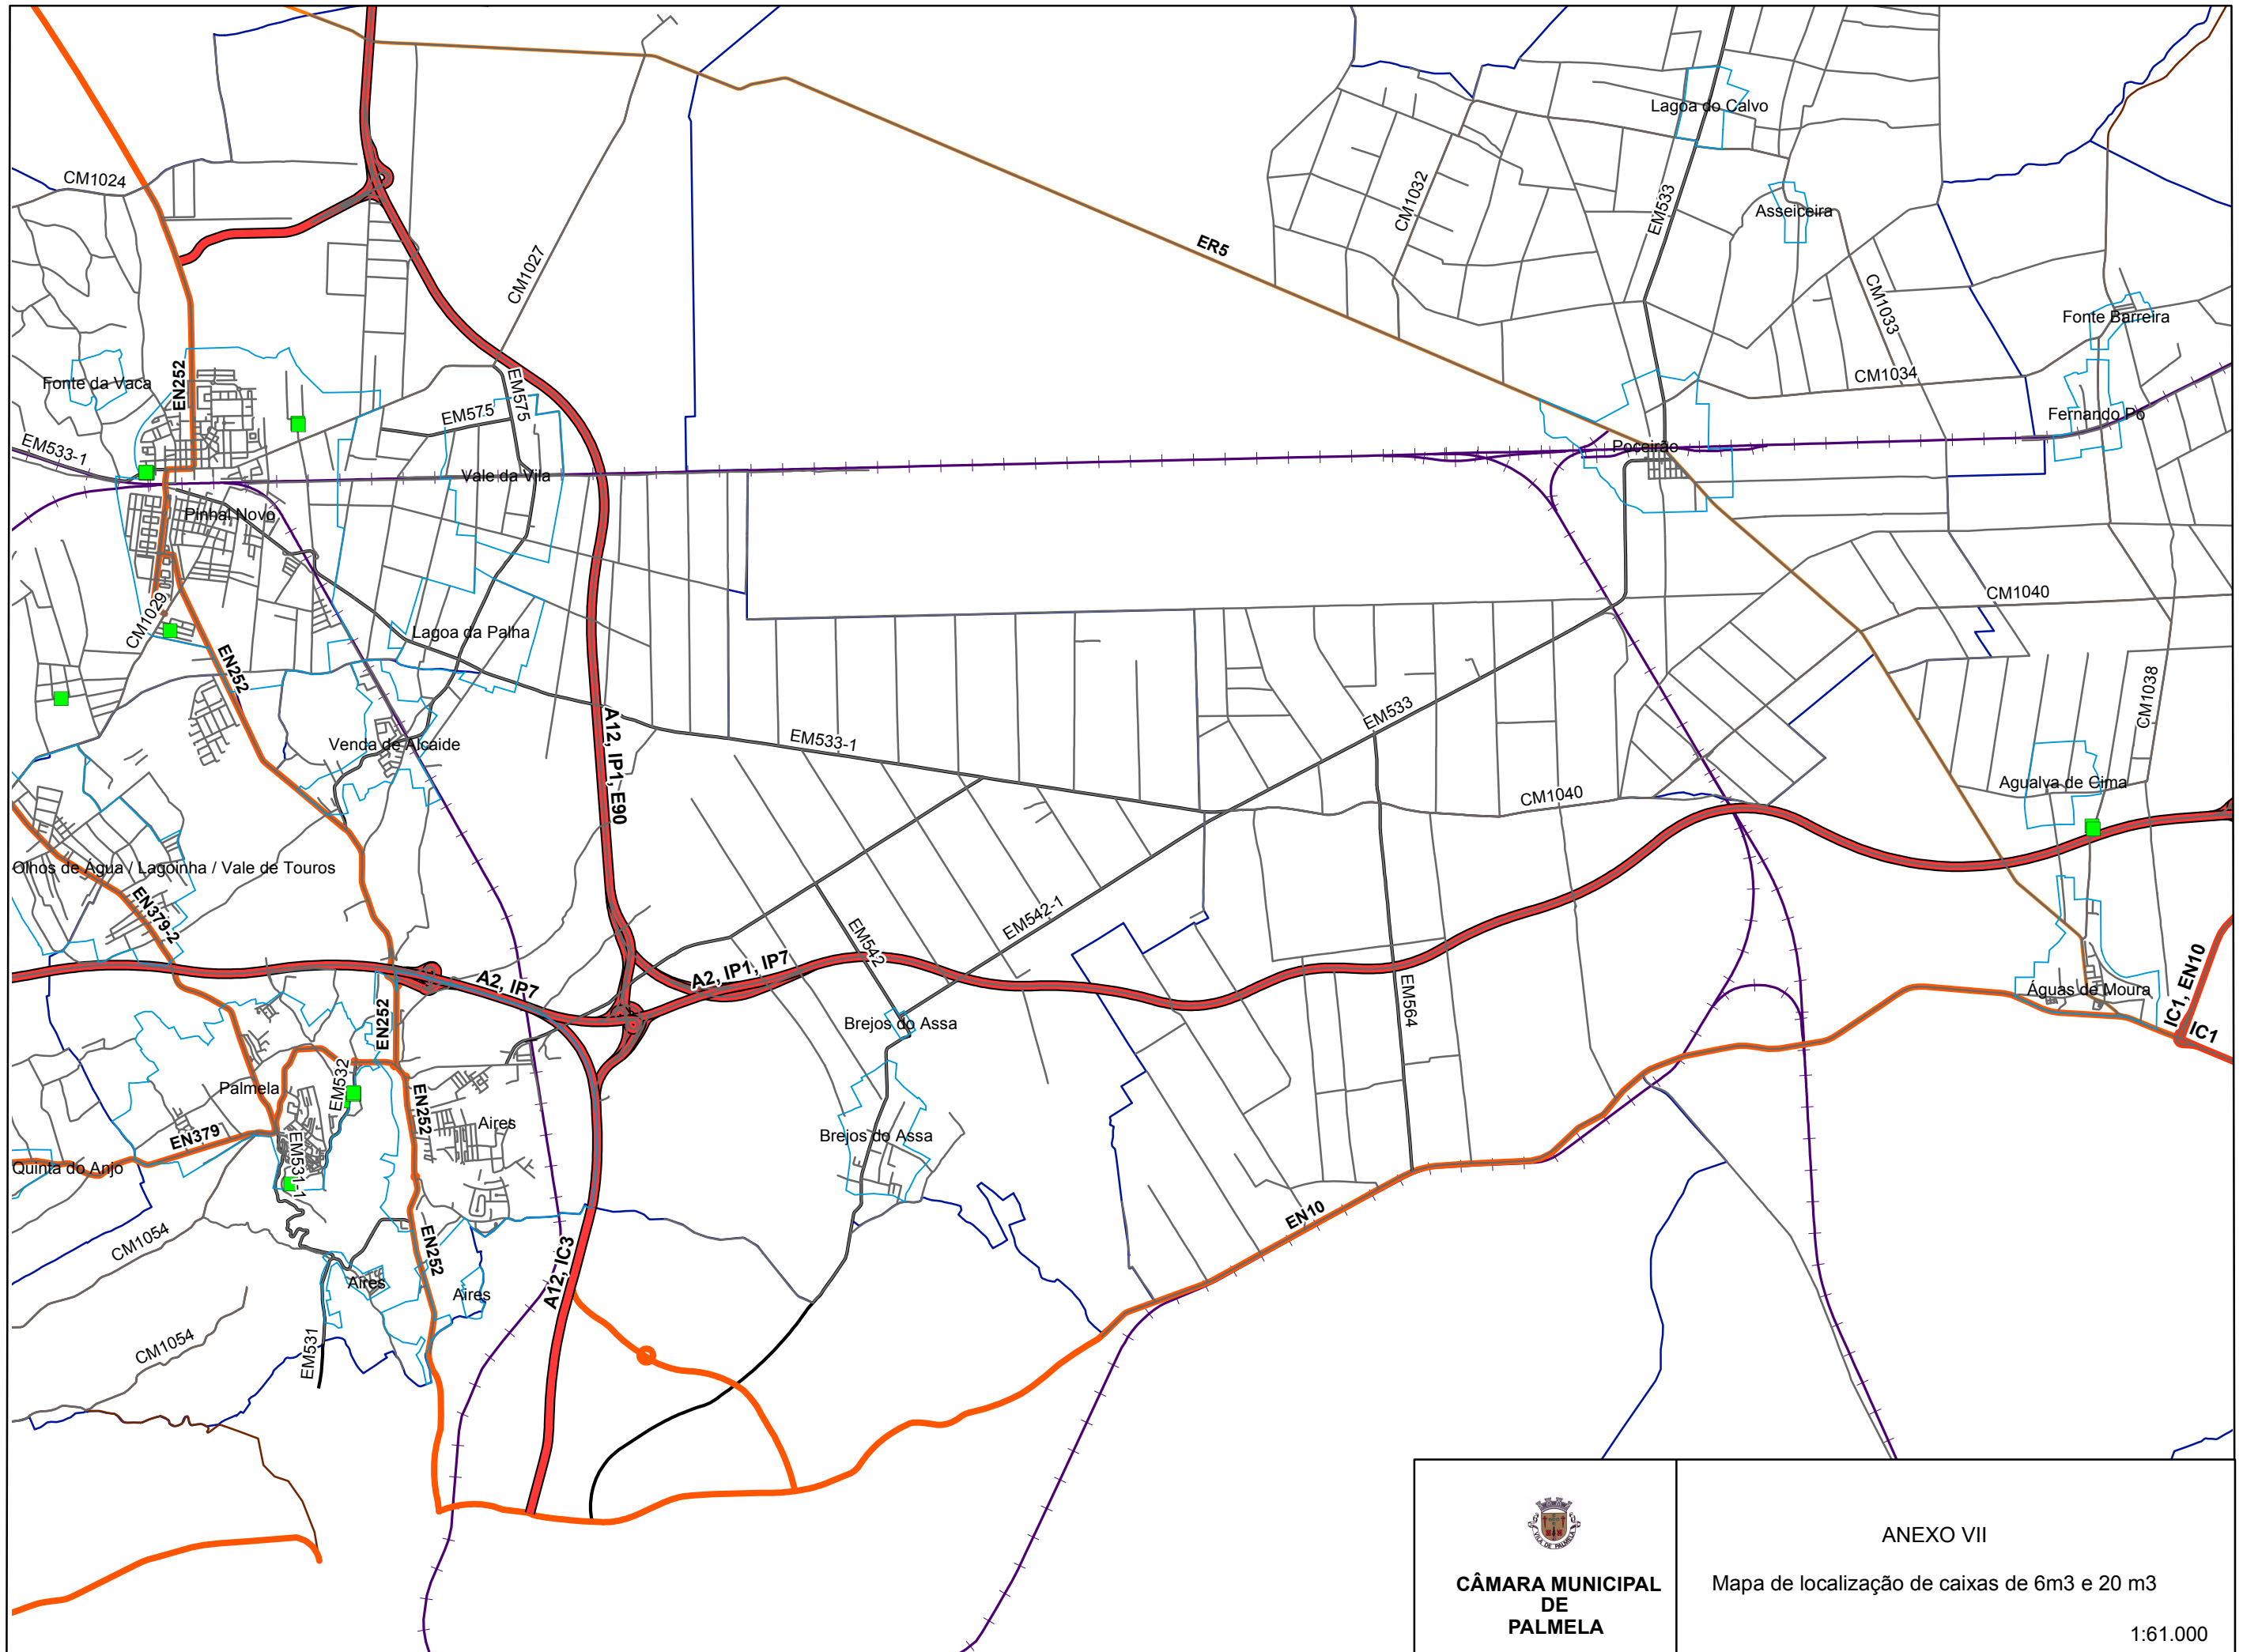 Lagoa do Calvo
CM1024
CM1032
EM533
Asseiceira
ER5
CM1027
CM1033
Fonte Barreira
EN252
Fonte da Vaca
EM575
CM1034
EM575
Fernando Pó
EM533-1
Poceirão
Vale da Vila
Pinhal Novo
CM1040
CM1029
Lagoa da Palha
EN252
CM1038
EM533
Venda de Alcaide
A12, IP1, E90
EM533-1
Agualva de Cima
CM1040
Olhos de Água / Lagoinha / Vale de Touros
EN379-2
EM542-1
EM542
A2, IP1, IP7
A2, IP7
EM564
Águas de Moura
IC1, EN10
IC1
EN252
Brejos do Assa
EM532
Palmela
EN252
Aires
EN379
Brejos do Assa
EM531-1
Quinta do Anjo
EN10
CM1054
EN252
A12, IC3
Aires
Aires
CM1054
EM531
VILA DE PALMELA
ANEXO VII
CÂMARA MUNICIPAL
DE
PALMELA
Mapa de localização de caixas de 6m3 e 20 m3
1:61.000